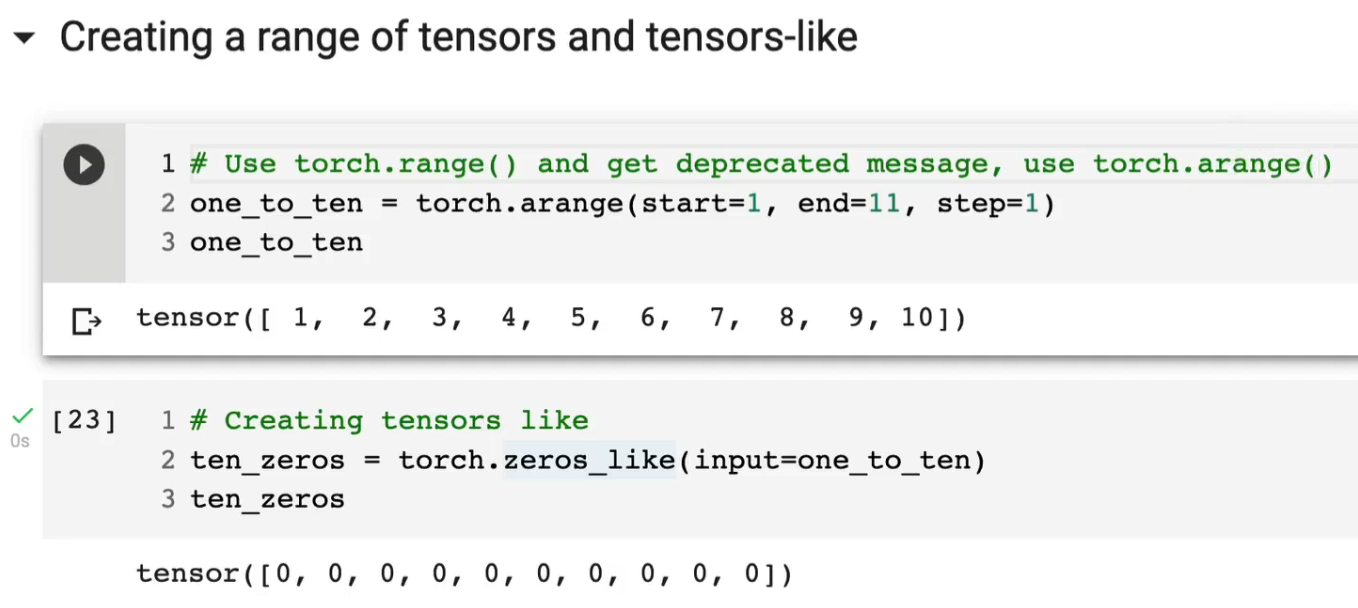 Creating a range of tensors and tensors-like
1 # Use torch.range() and get deprecated message, use torch.arange()
2 one_to_ten = torch.arange(start=1, end=11, step=1)
3 one_to_ten
tensor([ 1,  2,  3,  4,  5,  6,  7,  8,  9, 10])
[23] 1 # Creating tensors like
0s 2 ten_zeros = torch.zeros_like(input=one_to_ten)
3 ten_zeros
tensor([0, 0, 0, 0, 0, 0, 0, 0, 0, 0])